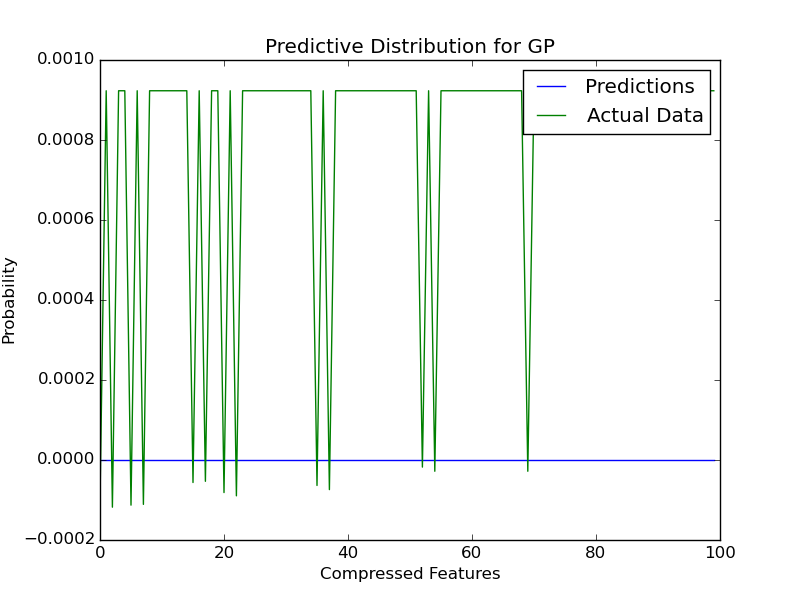 Predictive Distribution for GP
0.0010
0.0008
0.0006
0.0004
0.0002
0.0000
−0.0002
Probability
Predictions
Actual Data
0 20 40 60 80 100
Compressed Features